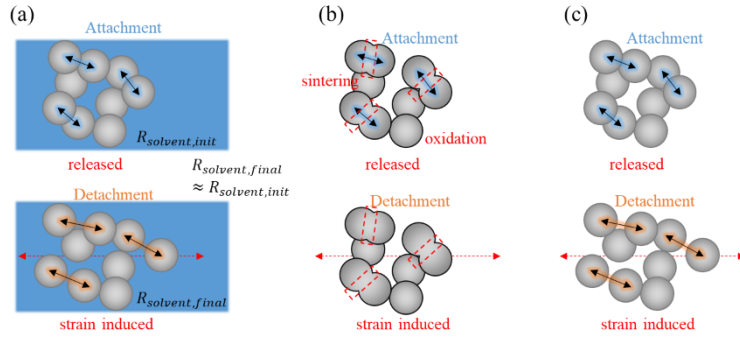 (a)
Attachment
R_solvent,init
released
R_solvent,final
≈ R_solvent,init
Detachment
R_solvent,final
strain induced
(b)
Attachment
sintering
oxidation
released
Detachment
strain induced
(c)
Attachment
released
Detachment
strain induced